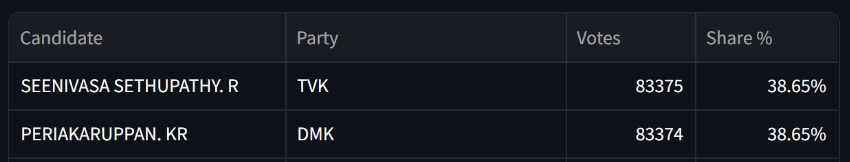 Candidate Party Votes Share %
SEENIVASA SETHUPATHY. R TVK 83375 38.65%
PERIAKARUPPAN. KR DMK 83374 38.65%